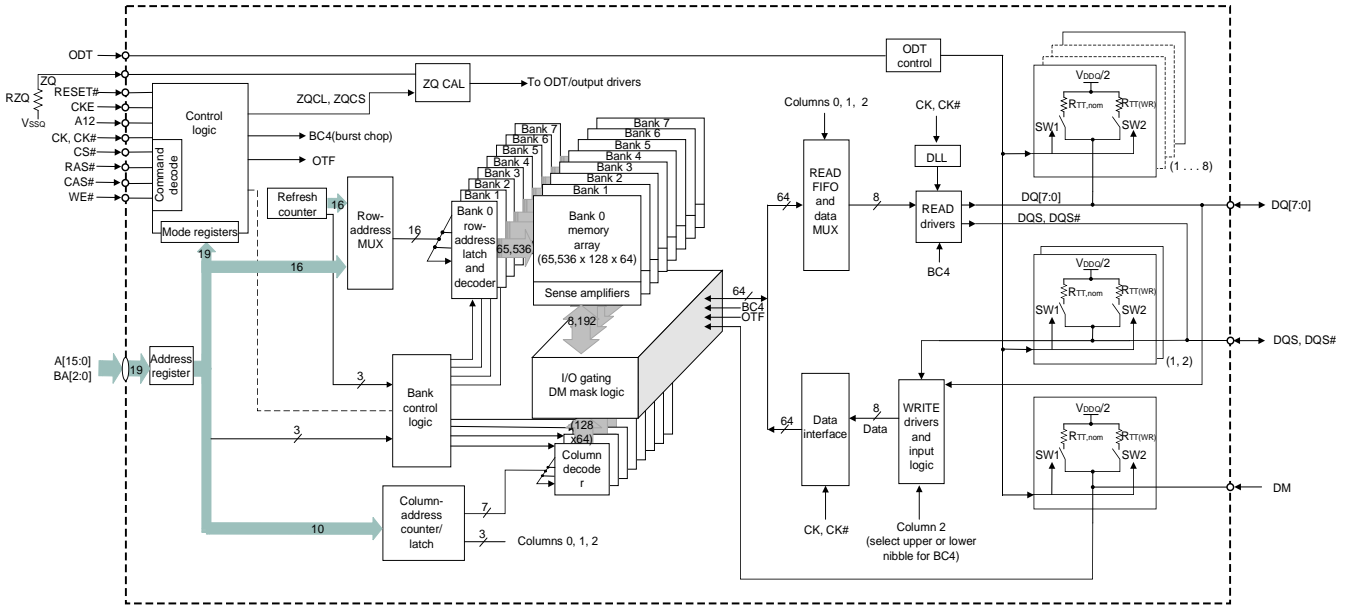 ODT
ODT
control
ZQ
RZQ
VSSQ
RESET#
CKE
A12
CK, CK#
CS#
RAS#
CAS#
WE#
Control
logic
Command
decode
Mode registers
ZQCL, ZQCS
ZQ CAL
To ODT/output drivers
BC4(burst chop)
OTF
Refresh
counter
16
Row-
address
MUX
16
16
19
Bank 7
Bank 6
Bank 5
Bank 4
Bank 3
Bank 2
Bank 1
Bank 0
row-
address
latch
and
decoder
65,536
Bank 7
Bank 6
Bank 5
Bank 4
Bank 3
Bank 2
Bank 1
Bank 0
memory
array
(65,536 x 128 x 64)
Sense amplifiers
8,192
I/O gating
DM mask logic
(128
x64)
Column
decode
r
A[15:0]
BA[2:0]
19
Address
register
3
3
Bank
control
logic
10
Column-
address
counter/
latch
7
3
Columns 0, 1, 2
64
BC4
OTF
Columns 0, 1, 2
64
READ
FIFO
and
data
MUX
8
CK, CK#
DLL
READ
drivers
BC4
DQ[7:0]
DQS, DQS#
64
Data
interface
CK, CK#
8
Data
WRITE
drivers
and
input
logic
Column 2
(select upper or lower
nibble for BC4)
VDDQ/2
RTT,nom
RTT(WR)
SW1
SW2
(1 . . . 8)
DQ[7:0]
VDDQ/2
RTT,nom
RTT(WR)
SW1
SW2
(1, 2)
DQS, DQS#
VDDQ/2
RTT,nom
RTT(WR)
SW1
SW2
DM